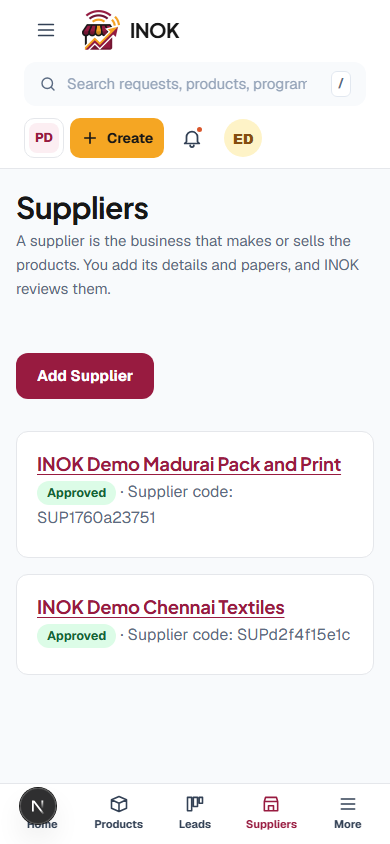 INOK
Search requests, products, program
/
PD
+ Create
ED
Suppliers
A supplier is the business that makes or sells the
products. You add its details and papers, and INOK
reviews them.
Add Supplier
INOK Demo Madurai Pack and Print
Approved · Supplier code:
SUP1760a23751
INOK Demo Chennai Textiles
Approved · Supplier code: SUPd2f4f15e1c
N
Home
Products
Leads
Suppliers
More